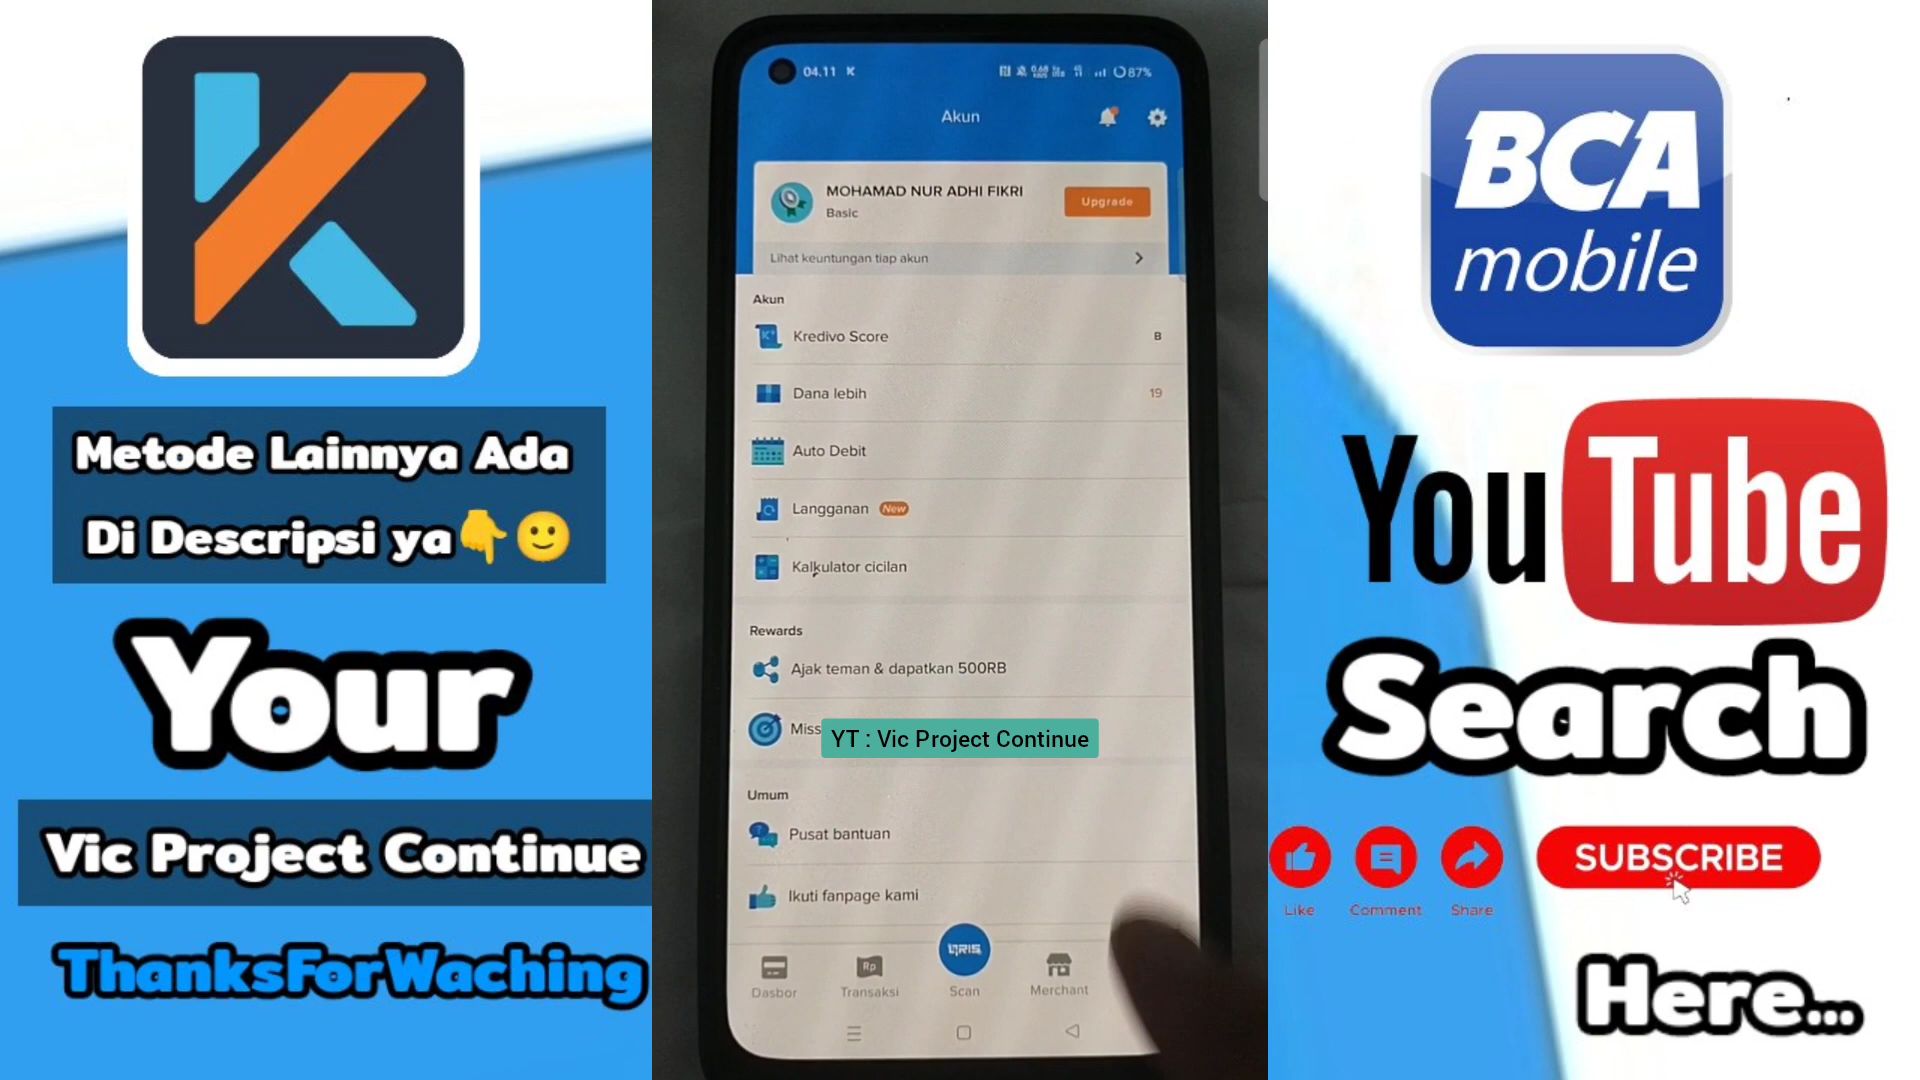 Metode Lainnya Ada
Di Descripsi ya👇🙂
Your
Vic Project Continue
ThanksForWaching
04.11
87%
Akun
MOHAMAD NUR ADHI FIKRI
Basic
Upgrade
Lihat keuntungan tiap akun
Akun
Kredivo Score
B
Dana lebih
19
Auto Debit
Langganan
New
Kalkulator cicilan
Rewards
Ajak teman & dapatkan 500RB
Miss
YT : Vic Project Continue
Umum
Pusat bantuan
Ikuti fanpage kami
QRIS
Dasbor
Rp
Transaksi
Scan
Merchant
BCA
mobile
YouTube
Search
SUBSCRIBE
Like
Comment
Share
Here...